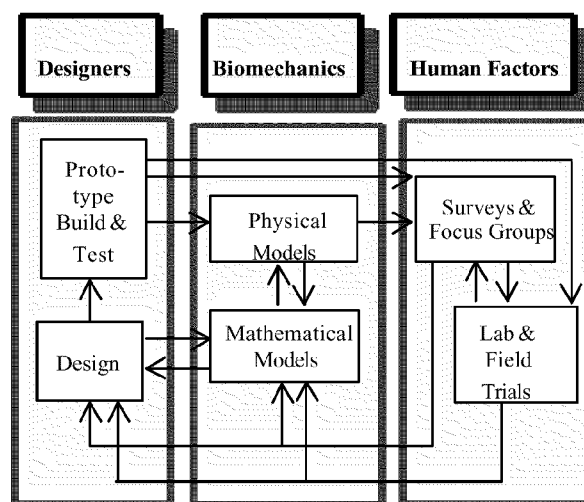 Designers
Biomechanics
Human Factors
Proto-
type
Build &
Test
Physical
Models
Surveys &
Focus Groups
Design
Mathematical
Models
Lab &
Field
Trials